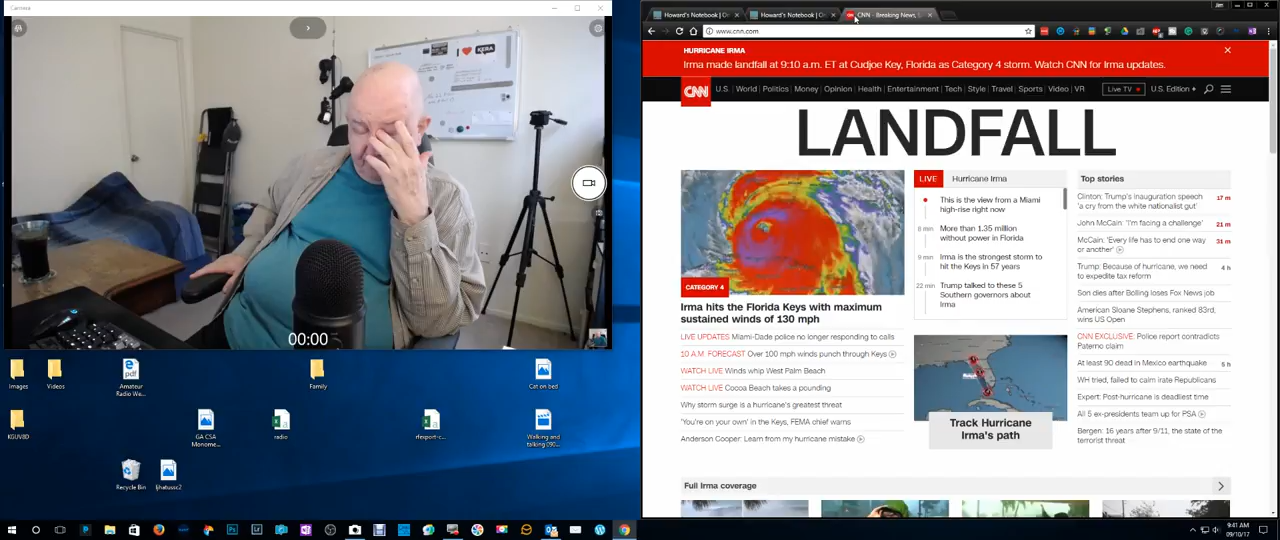 Camera
I ♥
KERA
00:00
Images
Videos
Amateur
Radio Wa...
Family
Cat on bed
KGUV8D
GA CSA
Monome...
radio
rfexport-c...
Walking and
talking (90...
Recycle Bin
ljhatussc2
Howard's Notebook | O
Howard's Notebook | O
CNN - Breaking News,
Jim
www.cnn.com
HURRICANE IRMA
Irma made landfall at 9:10 a.m. ET at Cudjoe Key, Florida as Category 4 storm. Watch CNN for Irma updates.
CNN
U.S. World Politics Money Opinion Health Entertainment Tech Style Travel Sports Video VR
Live TV
U.S. Edition +
LANDFALL
CATEGORY 4
Irma hits the Florida Keys with maximum
sustained winds of 130 mph
LIVE UPDATES Miami-Dade police no longer responding to calls
10 A.M FORECAST Over 100 mph winds punch through Keys
WATCH LIVE Winds whip West Palm Beach
WATCH LIVE Cocoa Beach takes a pounding
Why storm surge is a hurricane's greatest threat
'You're on your own' in the Keys, FEMA chief warns
Anderson Cooper: Learn from my hurricane mistake
LIVE Hurricane Irma
This is the view from a Miami
high-rise right now
8 min
More than 1.35 million
without power in Florida
9 min
Irma is the strongest storm to
hit the Keys in 57 years
22 min
Trump talked to these 5
Southern governors about
Irma
Track Hurricane
Irma's path
Top stories
Clinton: Trump's inauguration speech
'a cry from the white nationalist gut'
17 m
John McCain: 'I'm facing a challenge'
21 m
McCain: 'Every life has to end one way
or another'
31 m
Trump: Because of hurricane, we need
to expedite tax reform
4 h
Son dies after Bolling loses Fox News job
American Sloane Stephens, ranked 83rd,
wins US Open
CNN EXCLUSIVE: Police report contradicts
Paterno claim
At least 90 dead in Mexico earthquake
5 h
WH tried, failed to calm irate Republicans
Expert: Post-hurricane is deadliest time
All 5 ex-presidents team up for PSA
Bergen: 16 years after 9/11, the state of the
terrorist threat
Full Irma coverage
9:41 AM
09/10/17